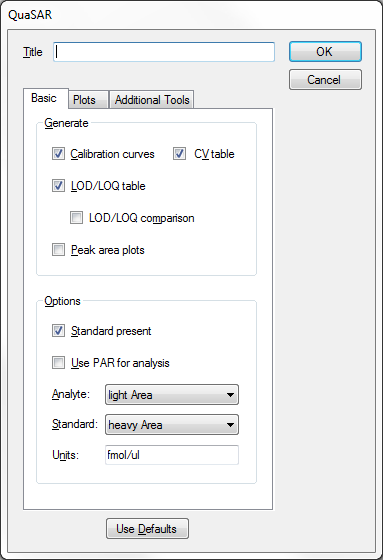 QuaSAR
Title
OK
Cancel
Basic Plots Additional Tools
Generate
Calibration curves CV table
LOD/LOQ table
LOD/LOQ comparison
Peak area plots
Options
Standard present
Use PAR for analysis
Analyte: light Area
Standard: heavy Area
Units: fmol/ul
Use Defaults